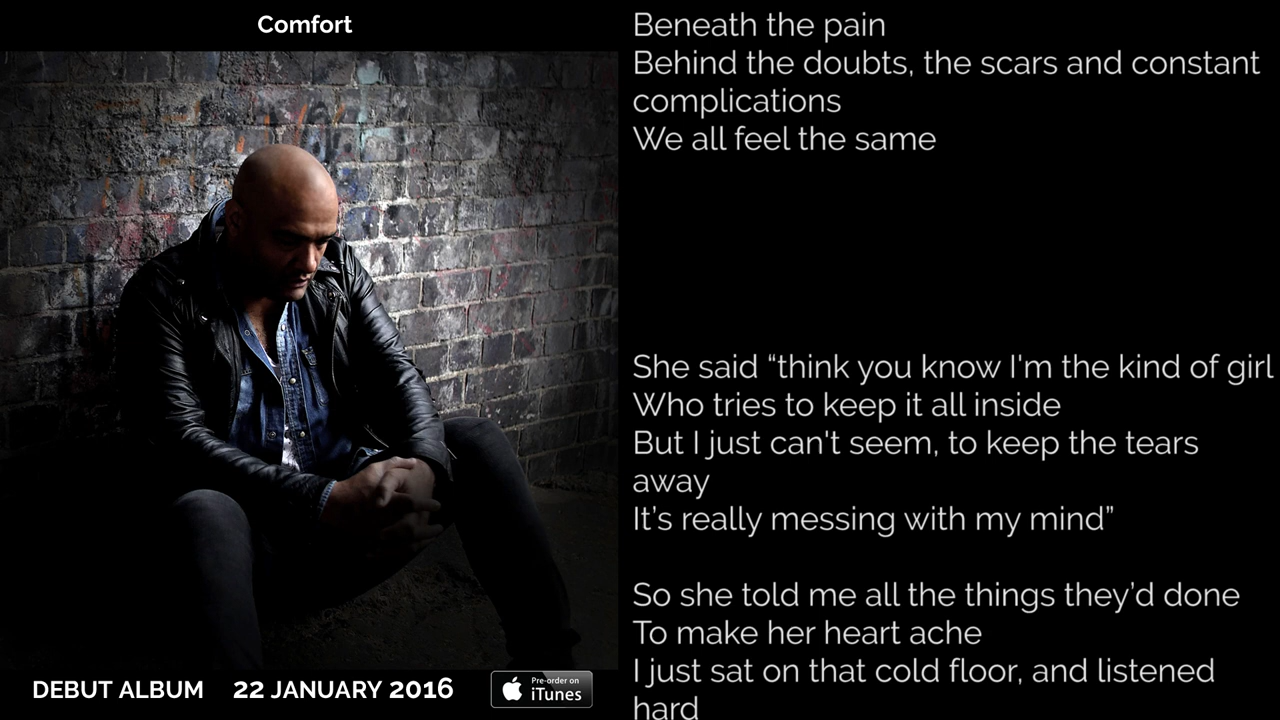 Comfort
Beneath the pain
Behind the doubts, the scars and constant
complications
We all feel the same
She said “think you know I'm the kind of girl
Who tries to keep it all inside
But I just can't seem, to keep the tears
away
It’s really messing with my mind”
So she told me all the things they’d done
To make her heart ache
I just sat on that cold floor, and listened
hard
DEBUT ALBUM 22 JANUARY 2016
Pre-order on
iTunes